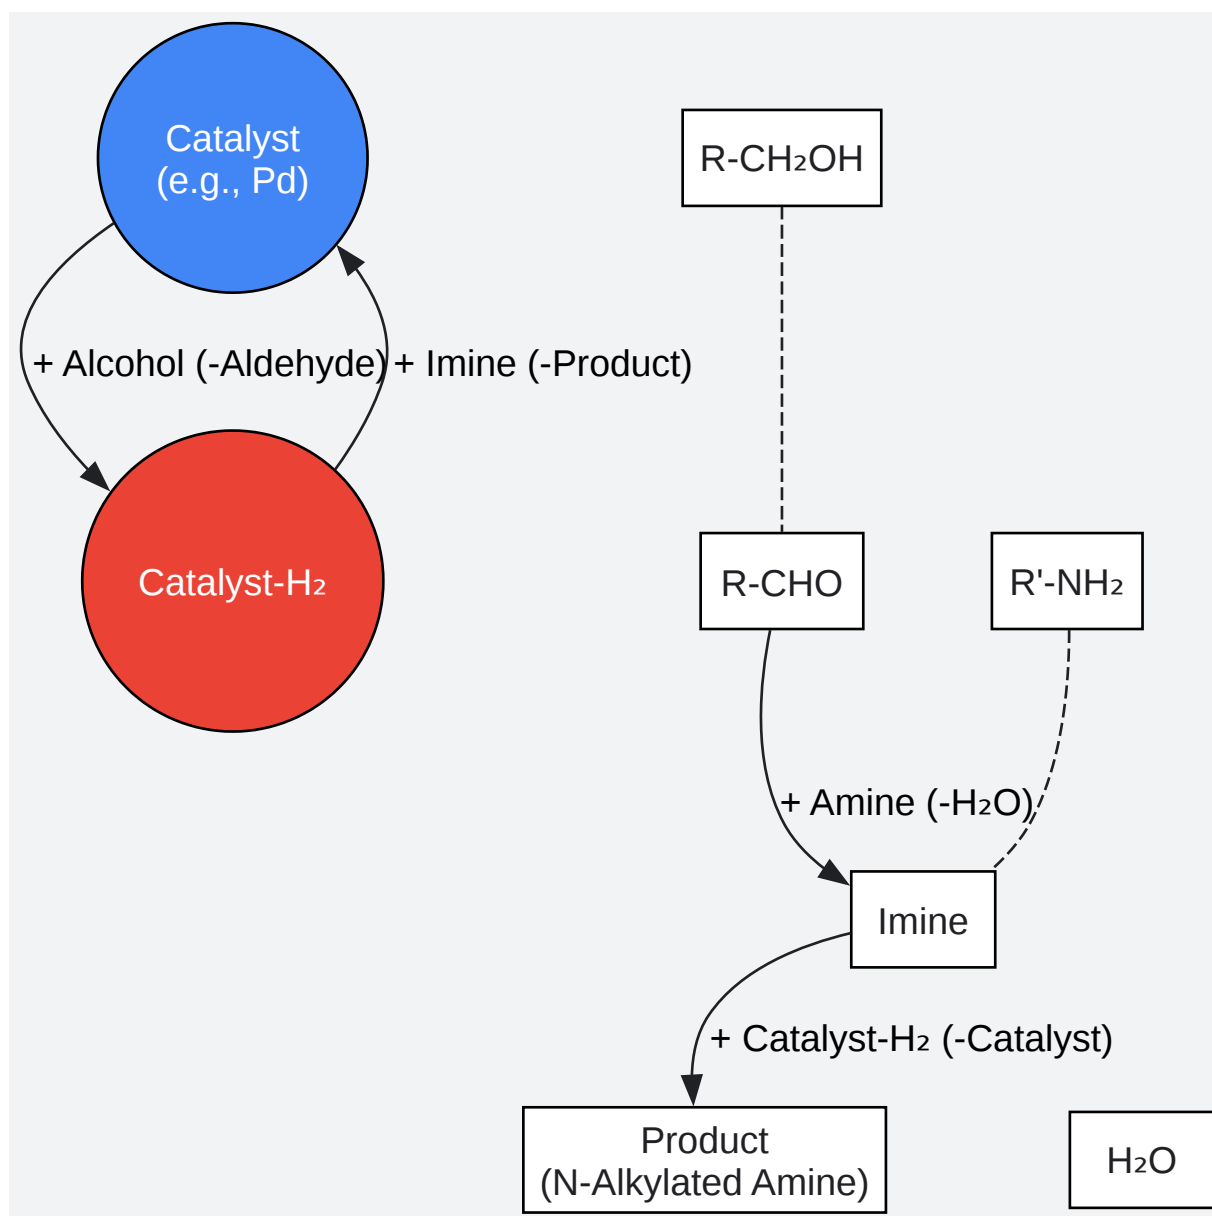 Catalyst
(e.g., Pd)
R-CH₂OH
+ Alcohol (-Aldehyde)
+ Imine (-Product)
Catalyst-H₂
R-CHO
R'-NH₂
+ Amine (-H₂O)
Imine
+ Catalyst-H₂ (-Catalyst)
Product
(N-Alkylated Amine)
H₂O